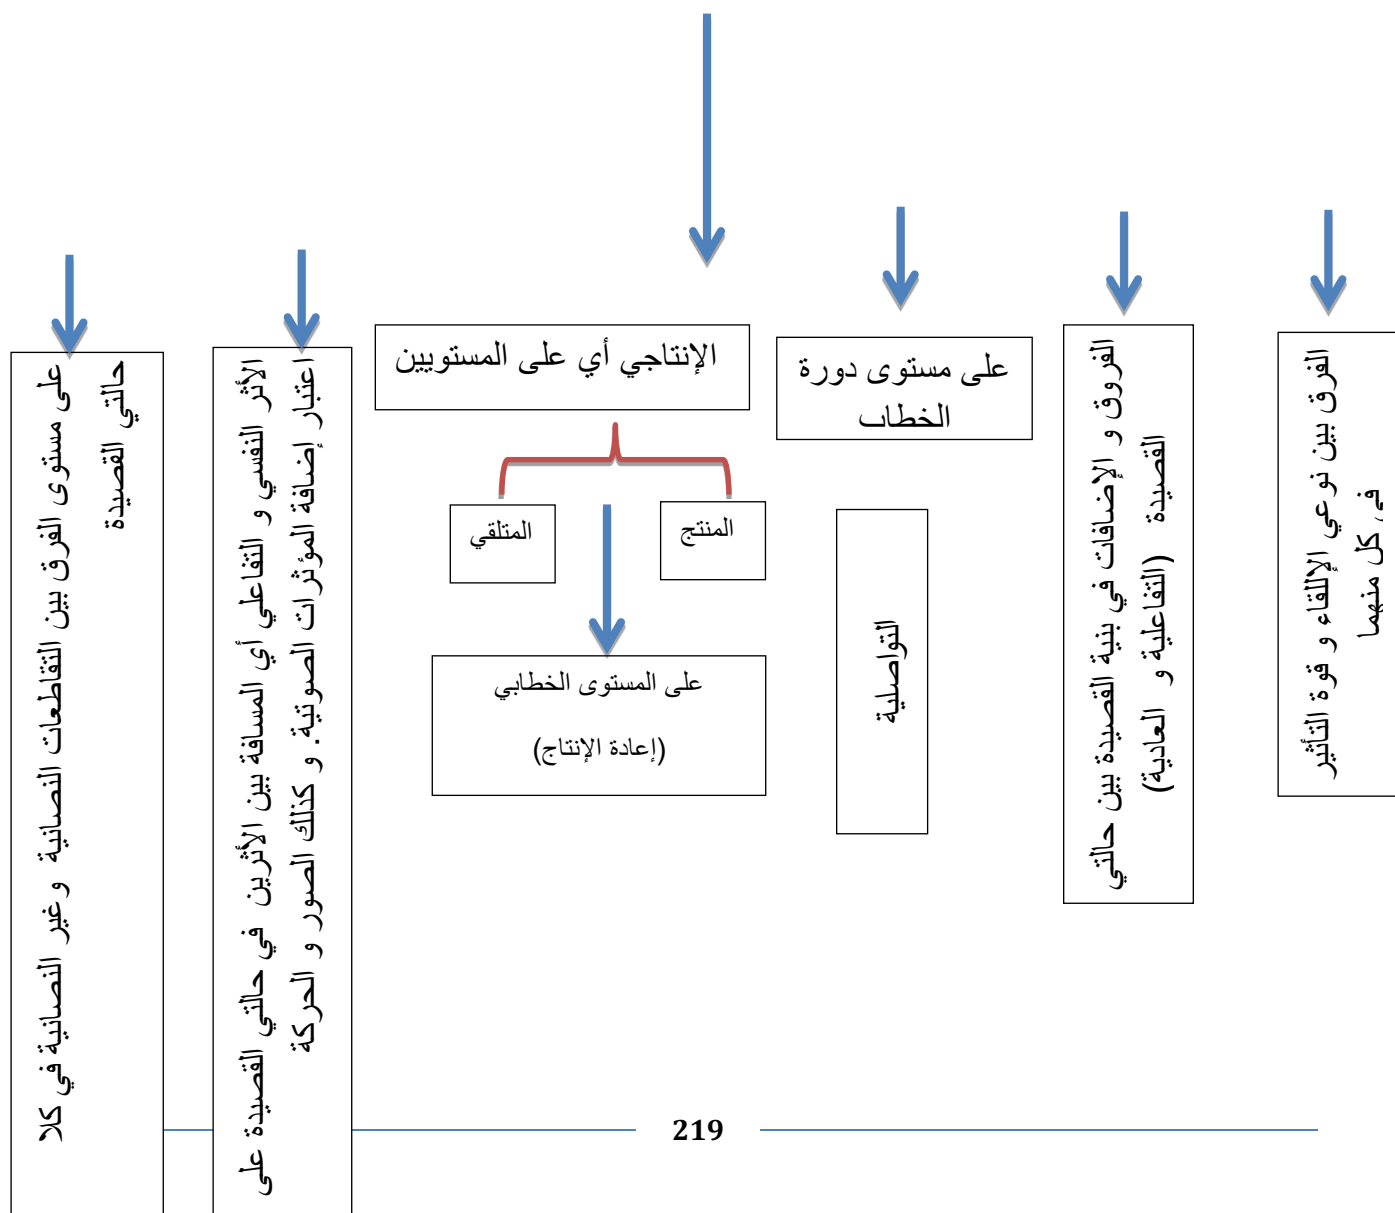 الفرق بين نوعي الإللقاء و قوة التأثير
في كل منهما
الفروق و الإضافات في بنية القصيدة بين حالتي
القصيدة (التفاعلية و العادية)
على مستوى دورة
الخطاب
التواصلية
الإنتاجي أي على المستويين
المنتج
المتلقي
على المستوى الخطابي
(إعادة الإنتاج)
الأثر النفسي و التفاعلي أي المسافة بين الأثرين في حالتي القصيدة على
اعتبار إضافة المؤثرات الصوتية. و كذلك الصور و الحركة
على مستوى الفرق بين التقاطعات النصانية وغير النصانية في كلا
حالتي القصيدة
219